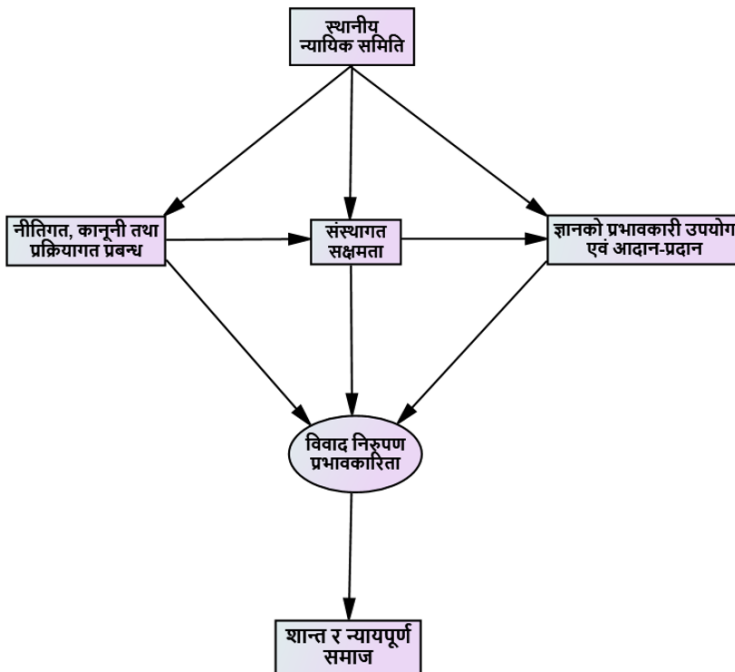 स्थानीय
न्यायिक समिति
नीतिगत, कानूनी तथा
प्रक्रियागत प्रबन्ध
संस्थागत
सक्षमता
ज्ञानको प्रभावकारी उपयोग
एवं आदान-प्रदान
विवाद निरुपण
प्रभावकारिता
शान्त र न्यायपूर्ण
समाज